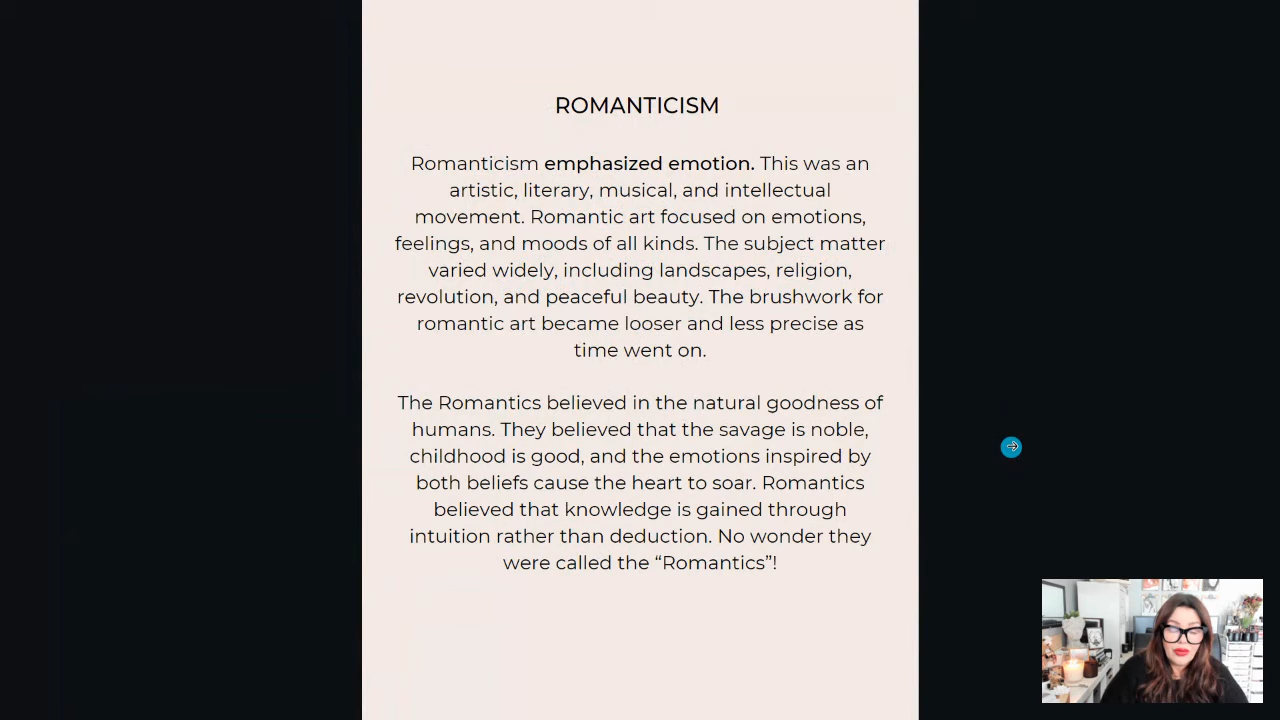 ROMANTICISM
Romanticism emphasized emotion. This was an
artistic, literary, musical, and intellectual
movement. Romantic art focused on emotions,
feelings, and moods of all kinds. The subject matter
varied widely, including landscapes, religion,
revolution, and peaceful beauty. The brushwork for
romantic art became looser and less precise as
time went on.
The Romantics believed in the natural goodness of
humans. They believed that the savage is noble,
childhood is good, and the emotions inspired by
both beliefs cause the heart to soar. Romantics
believed that knowledge is gained through
intuition rather than deduction. No wonder they
were called the “Romantics”!